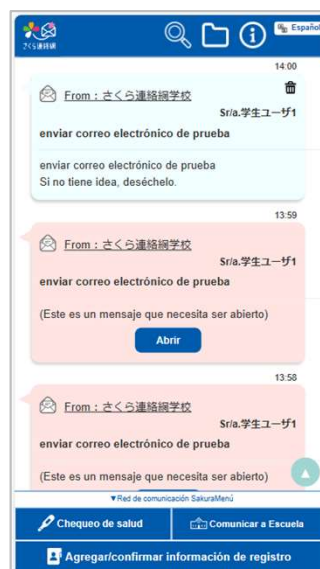 さくら連絡網
Español
14:00
From : さくら連絡網学校
Sr/a.学生ユーザ1
enviar correo electrónico de prueba
enviar correo electrónico de prueba
Si no tiene idea, deséchelo.
13:59
From : さくら連絡網学校
Sr/a.学生ユーザ1
enviar correo electrónico de prueba
(Este es un mensaje que necesita ser abierto)
Abrir
13:58
From : さくら連絡網学校
Sr/a.学生ユーザ1
enviar correo electrónico de prueba
(Este es un mensaje que necesita ser abierto)
▼Red de comunicación SakuraMenú
Chequeo de salud
Comunicar a Escuela
Agregar/confirmar información de registro